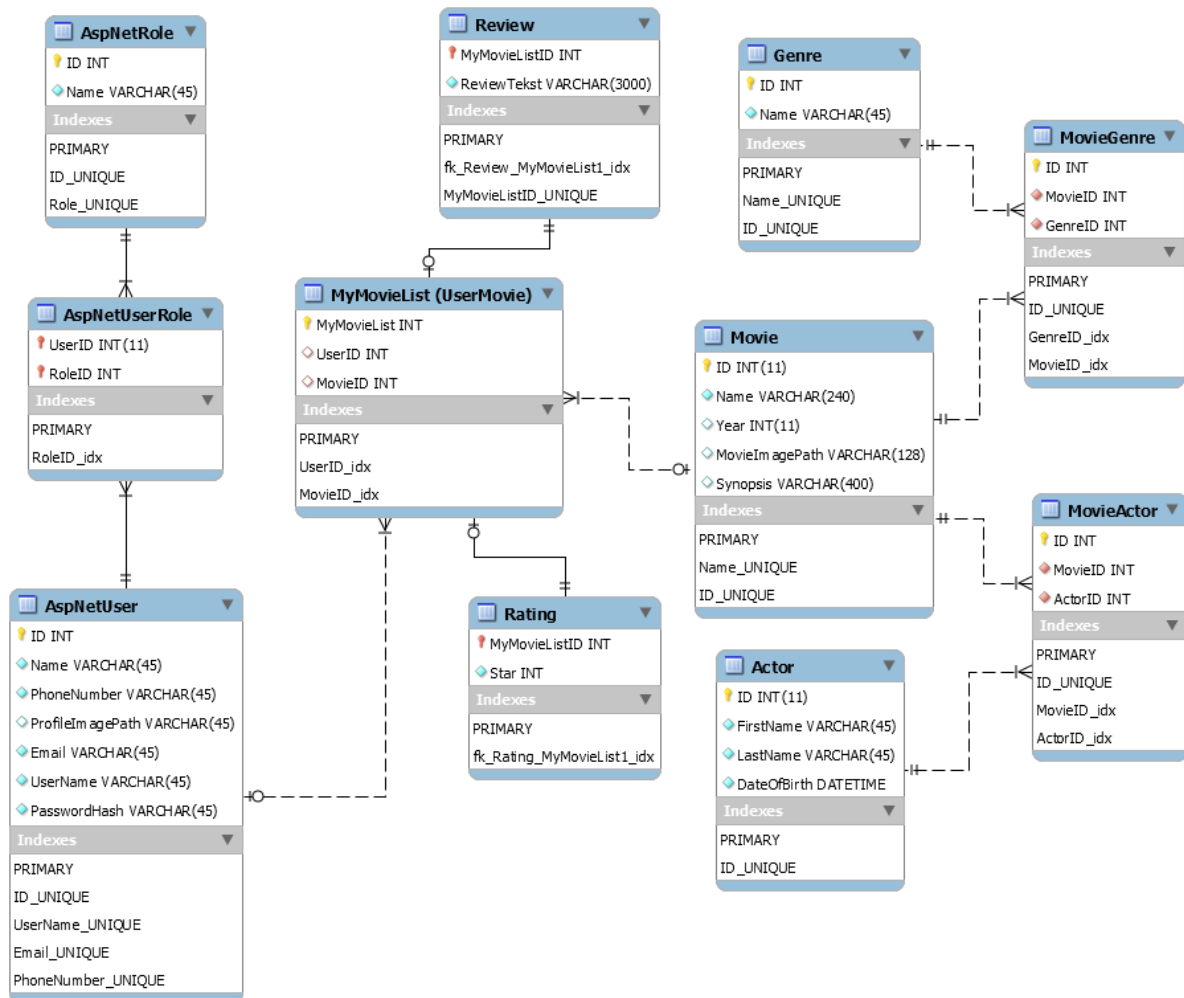 AspNetRole
ID INT
Name VARCHAR(45)
Indexes
PRIMARY
ID_UNIQUE
Role_UNIQUE
Review
MyMovieListID INT
ReviewTekst VARCHAR(3000)
Indexes
PRIMARY
fk_Review_MyMovieList1_idx
MyMovieListID_UNIQUE
Genre
ID INT
Name VARCHAR(45)
Indexes
PRIMARY
Name_UNIQUE
ID_UNIQUE
MovieGenre
ID INT
MovieID INT
GenreID INT
Indexes
PRIMARY
ID_UNIQUE
GenreID_idx
MovieID_idx
AspNetUserRole
UserID INT(11)
RoleID INT
Indexes
PRIMARY
RoleID_idx
MyMovieList (UserMovie)
MyMovieList INT
UserID INT
MovieID INT
Indexes
PRIMARY
UserID_idx
MovieID_idx
Movie
ID INT(11)
Name VARCHAR(240)
Year INT(11)
MovieImagePath VARCHAR(128)
Synopsis VARCHAR(400)
Indexes
PRIMARY
Name_UNIQUE
ID_UNIQUE
MovieActor
ID INT
MovieID INT
ActorID INT
Indexes
PRIMARY
ID_UNIQUE
MovieID_idx
ActorID_idx
AspNetUser
ID INT
Name VARCHAR(45)
PhoneNumber VARCHAR(45)
ProfileImagePath VARCHAR(45)
Email VARCHAR(45)
UserName VARCHAR(45)
PasswordHash VARCHAR(45)
Indexes
PRIMARY
ID_UNIQUE
UserName_UNIQUE
Email_UNIQUE
PhoneNumber_UNIQUE
Rating
MyMovieListID INT
Star INT
Indexes
PRIMARY
fk_Rating_MyMovieList1_idx
Actor
ID INT(11)
FirstName VARCHAR(45)
LastName VARCHAR(45)
DateOfBirth DATETIME
Indexes
PRIMARY
ID_UNIQUE